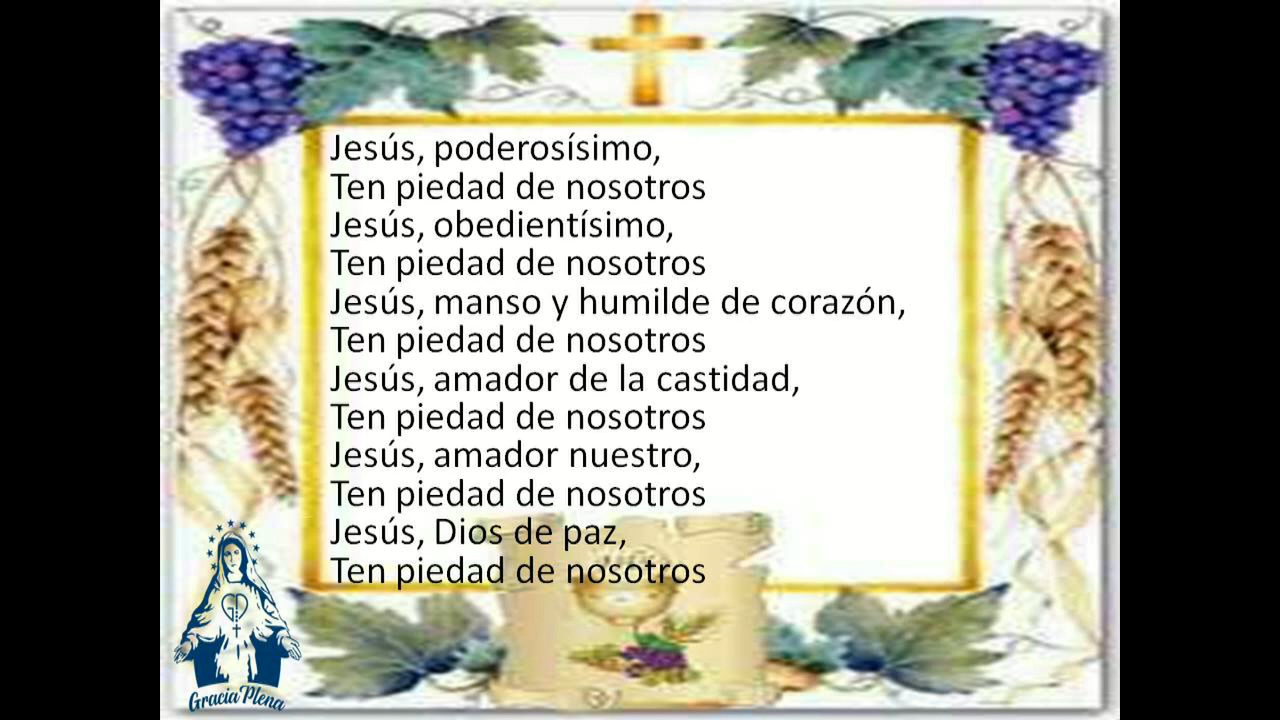 Jesús, poderosísimo,
Ten piedad de nosotros
Jesús, obedientísimo,
Ten piedad de nosotros
Jesús, manso y humilde de corazón,
Ten piedad de nosotros
Jesús, amador de la castidad,
Ten piedad de nosotros
Jesús, amador nuestro,
Ten piedad de nosotros
Jesús, Dios de paz,
Ten piedad de nosotros
Gracia Plena